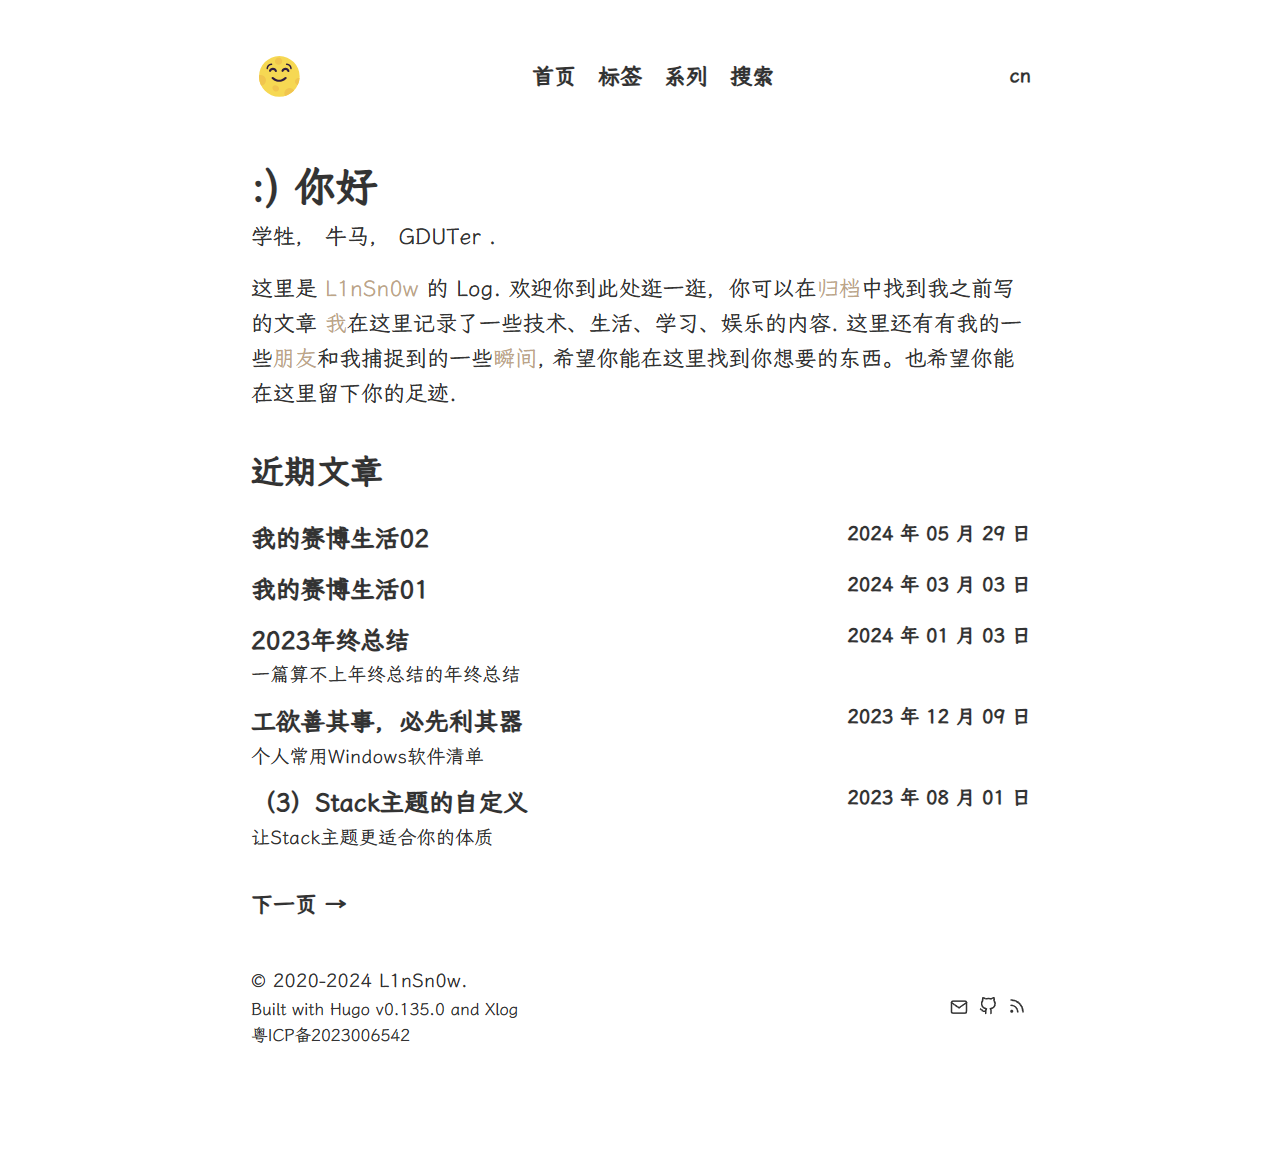 首页 标签 系列 搜索 cn
:) 你好
学牲， 牛马， GDUTer .
这里是 L1nSn0w 的 Log. 欢迎你到此处逛一逛，你可以在归档中找到我之前写
的文章 我在这里记录了一些技术、生活、学习、娱乐的内容. 这里还有有我的一
些朋友和我捕捉到的一些瞬间, 希望你能在这里找到你想要的东西。也希望你能
在这里留下你的足迹.
近期文章
我的赛博生活02 2024 年 05 月 29 日
我的赛博生活01 2024 年 03 月 03 日
2023年终总结 2024 年 01 月 03 日
一篇算不上年终总结的年终总结
工欲善其事，必先利其器 2023 年 12 月 09 日
个人常用Windows软件清单
（3）Stack主题的自定义 2023 年 08 月 01 日
让Stack主题更适合你的体质
下一页 →
© 2020-2024 L1nSn0w.
Built with Hugo v0.135.0 and Xlog
粤ICP备2023006542